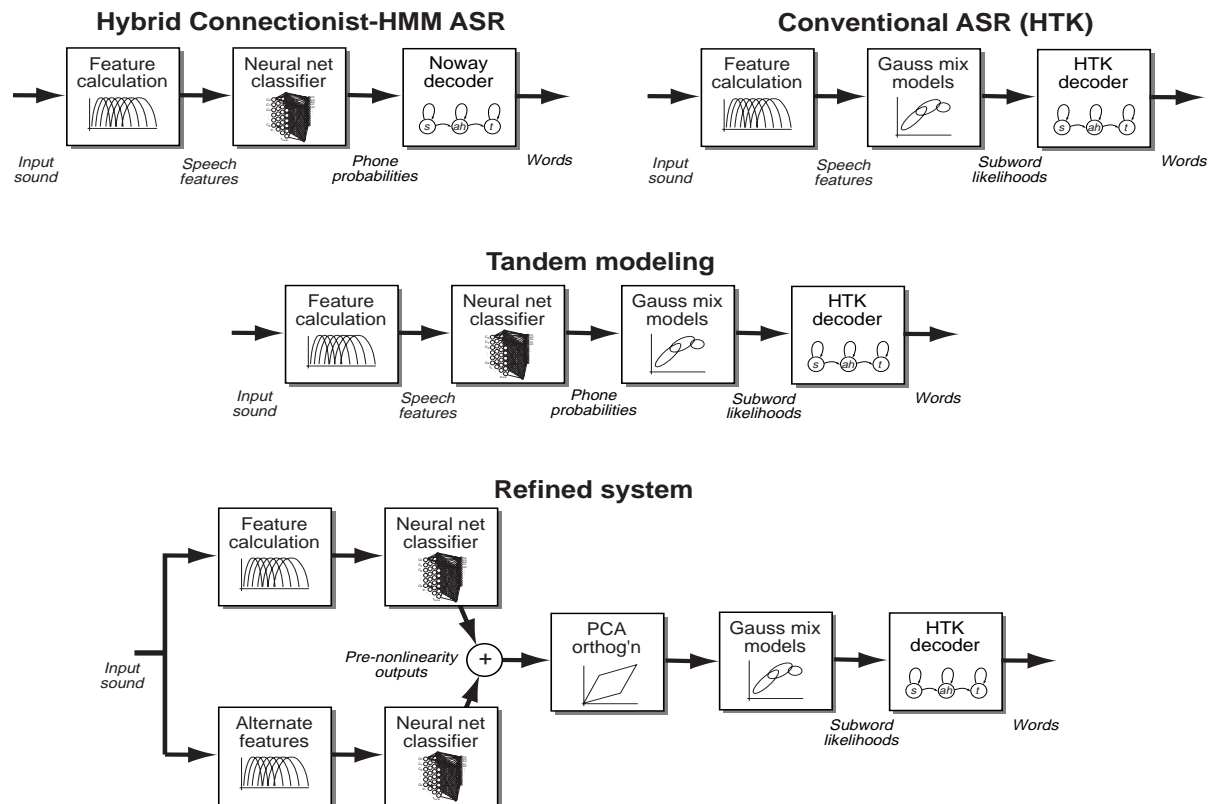 Hybrid Connectionist-HMM ASR
Feature
calculation
Neural net
classifier
Noway
decoder
s
ah
t
Input
sound
Speech
features
Phone
probabilities
Words
Conventional ASR (HTK)
Feature
calculation
Gauss mix
models
HTK
decoder
s
ah
t
Input
sound
Speech
features
Subword
likelihoods
Words
Tandem modeling
Feature
calculation
Neural net
classifier
Gauss mix
models
HTK
decoder
s
ah
t
Input
sound
Speech
features
Phone
probabilities
Subword
likelihoods
Words
Refined system
Feature
calculation
Neural net
classifier
Input
sound
Pre-nonlinearity
outputs
+
PCA
orthog'n
Gauss mix
models
HTK
decoder
s
ah
t
Subword
likelihoods
Words
Alternate
features
Neural net
classifier